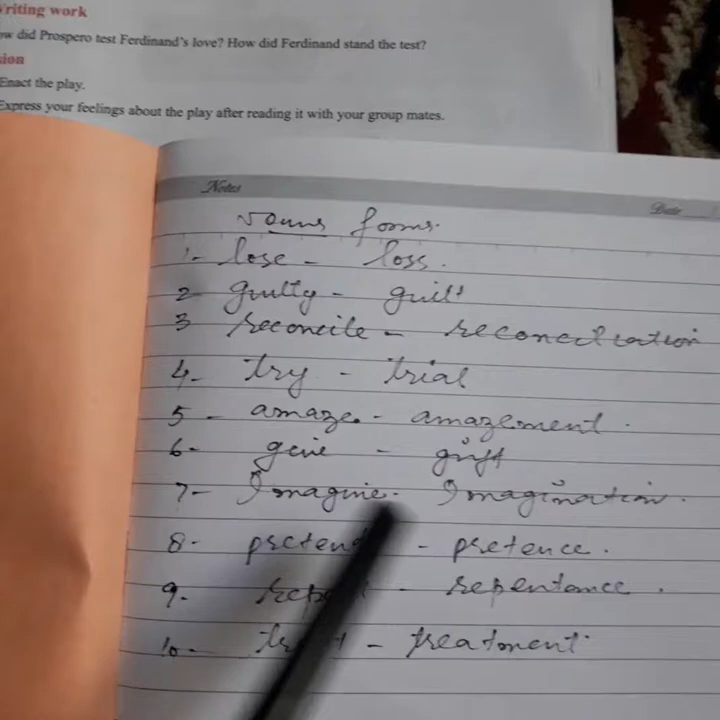 Writing work
ow did Prospero test Ferdinand's love? How did Ferdinand stand the test?
sion
Enact the play.
Express your feelings about the play after reading it with your group mates.
Notes
Date
nouns forms.
1- lose - loss.
2 guilty - guilt
3 reconcile - reconciliation
4- try - trial
5 - amaze - amazement.
6- give - gift
7- Imagine - Imagination.
8- pretend - pretence.
9- repent - repentance.
10- treat - treatment.